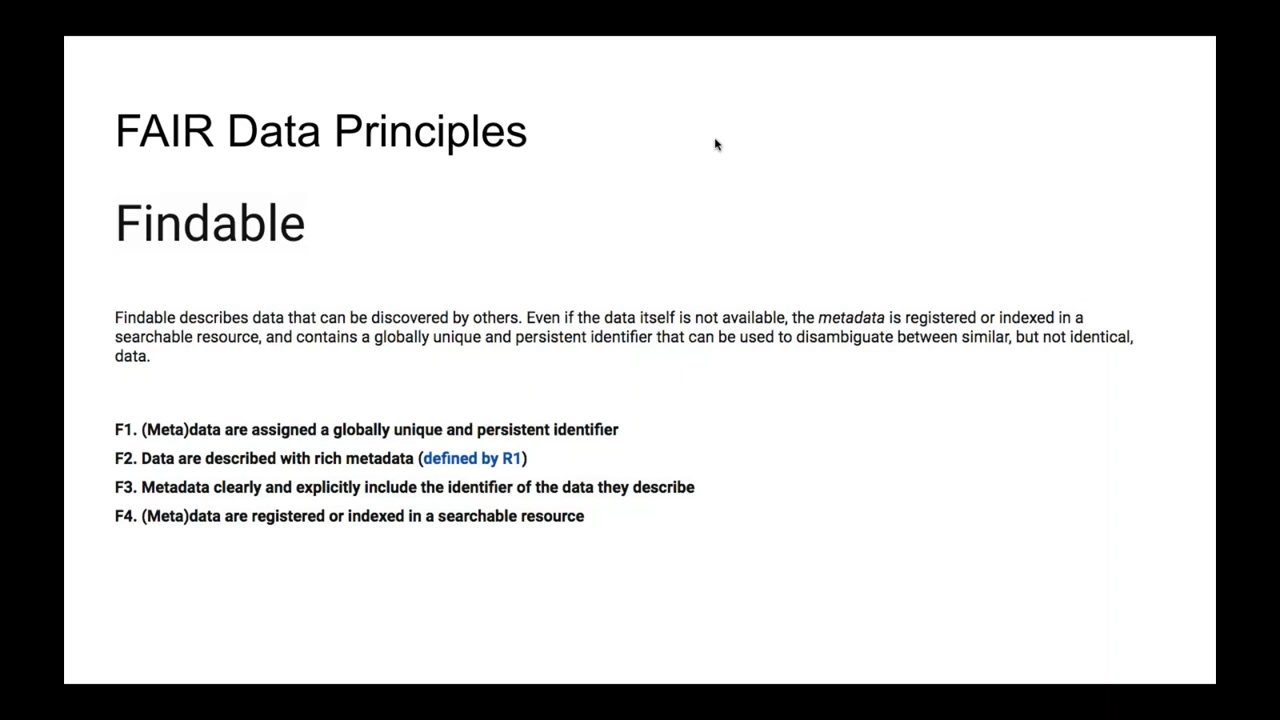 FAIR Data Principles
Findable
Findable describes data that can be discovered by others. Even if the data itself is not available, the metadata is registered or indexed in a
searchable resource, and contains a globally unique and persistent identifier that can be used to disambiguate between similar, but not identical,
data.
F1. (Meta)data are assigned a globally unique and persistent identifier
F2. Data are described with rich metadata (defined by R1)
F3. Metadata clearly and explicitly include the identifier of the data they describe
F4. (Meta)data are registered or indexed in a searchable resource